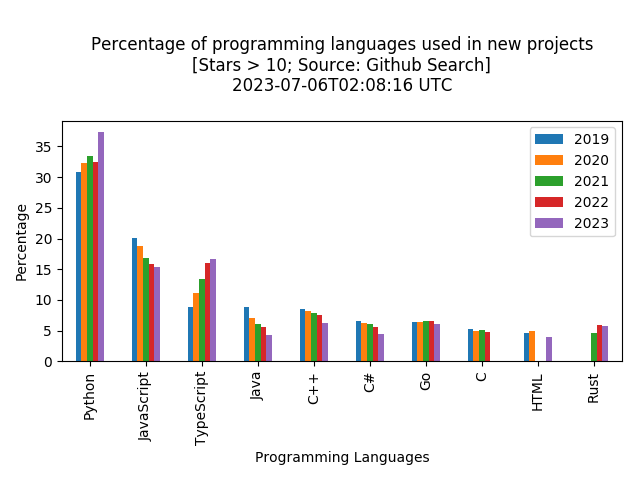 Percentage of programming languages used in new projects
[Stars > 10; Source: Github Search]
2023-07-06T02:08:16 UTC
35
30
25
20
15
10
5
0
Percentage
2019
2020
2021
2022
2023
Python
JavaScript
TypeScript
Java
C++
C#
Go
C
HTML
Rust
Programming Languages